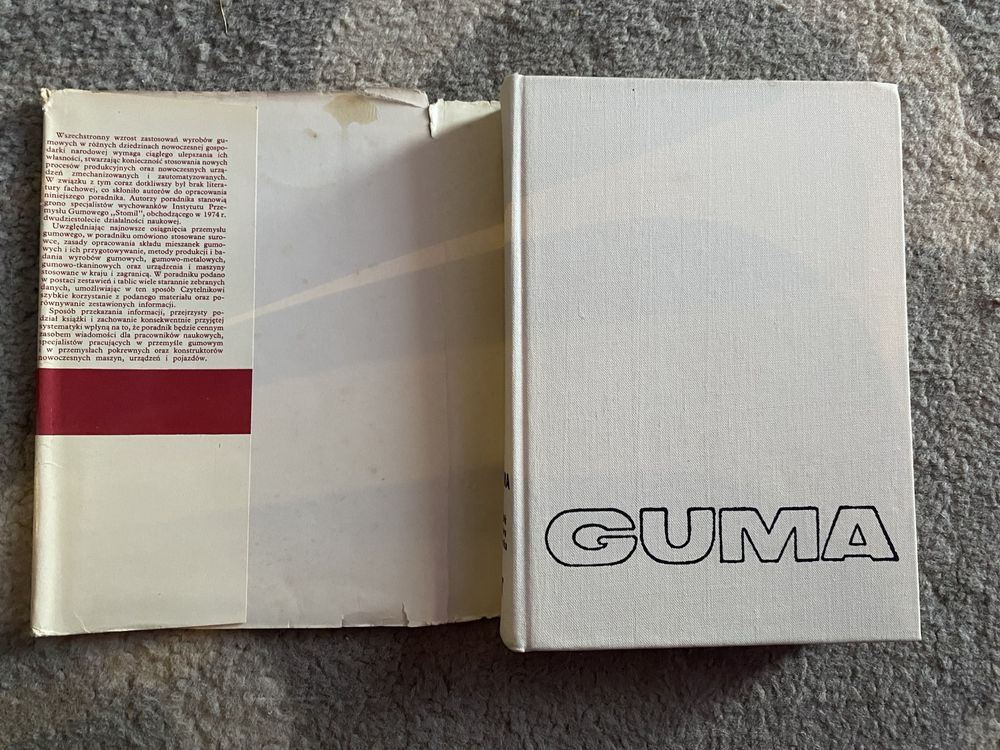 Wszechstronny wzrost zastosowań wyrobów gu-
mowych w różnych dziedzinach nowoczesnej gospo-
darki narodowej wymaga ciągłego ulepszania ich
własności, stwarzając konieczność stosowania nowych
procesów produkcyjnych oraz nowoczesnych urzą-
dzeń zmechanizowanych i zautomatyzowanych.
W związku z tym coraz dotkliwszy był brak litera-
tury fachowej, co skłoniło autorów do opracowania
niniejszego poradnika. Autorzy poradnika stanowią
grono specjalistów wychowanków Instytutu Prze-
mysłu Gumowego „Stomil", obchodzącego w 1974 r.
dwudziestolecie działalności naukowej.
Uwzględniając najnowsze osiągnięcia przemysłu
gumowego, w poradniku omówiono stosowane suro-
wce, zasady opracowania składu mieszanek gumo-
wych i ich przygotowywanie, metody produkcji i ba-
dania wyrobów gumowych, gumowo-metalowych,
gumowo-tkaninowych oraz urządzenia i maszyny
stosowane w kraju i zagranicą. W poradniku podano
w postaci zestawień i tablic wiele starannie zebranych
danych, umożliwiając w ten sposób Czytelnikowi
szybkie korzystanie z podanego materiału oraz po-
równywanie zestawionych informacji.
Sposób przekazania informacji, przejrzysty po-
dział książki i zachowanie konsekwentnie przyjętej
systematyki wpłyną na to, że poradnik będzie cennym
zasobem wiadomości dla pracowników naukowych,
specjalistów pracujących w przemyśle gumowym
i w przemysłach pokrewnych oraz konstruktorów
nowoczesnych maszyn, urządzeń i pojazdów.
GUMA